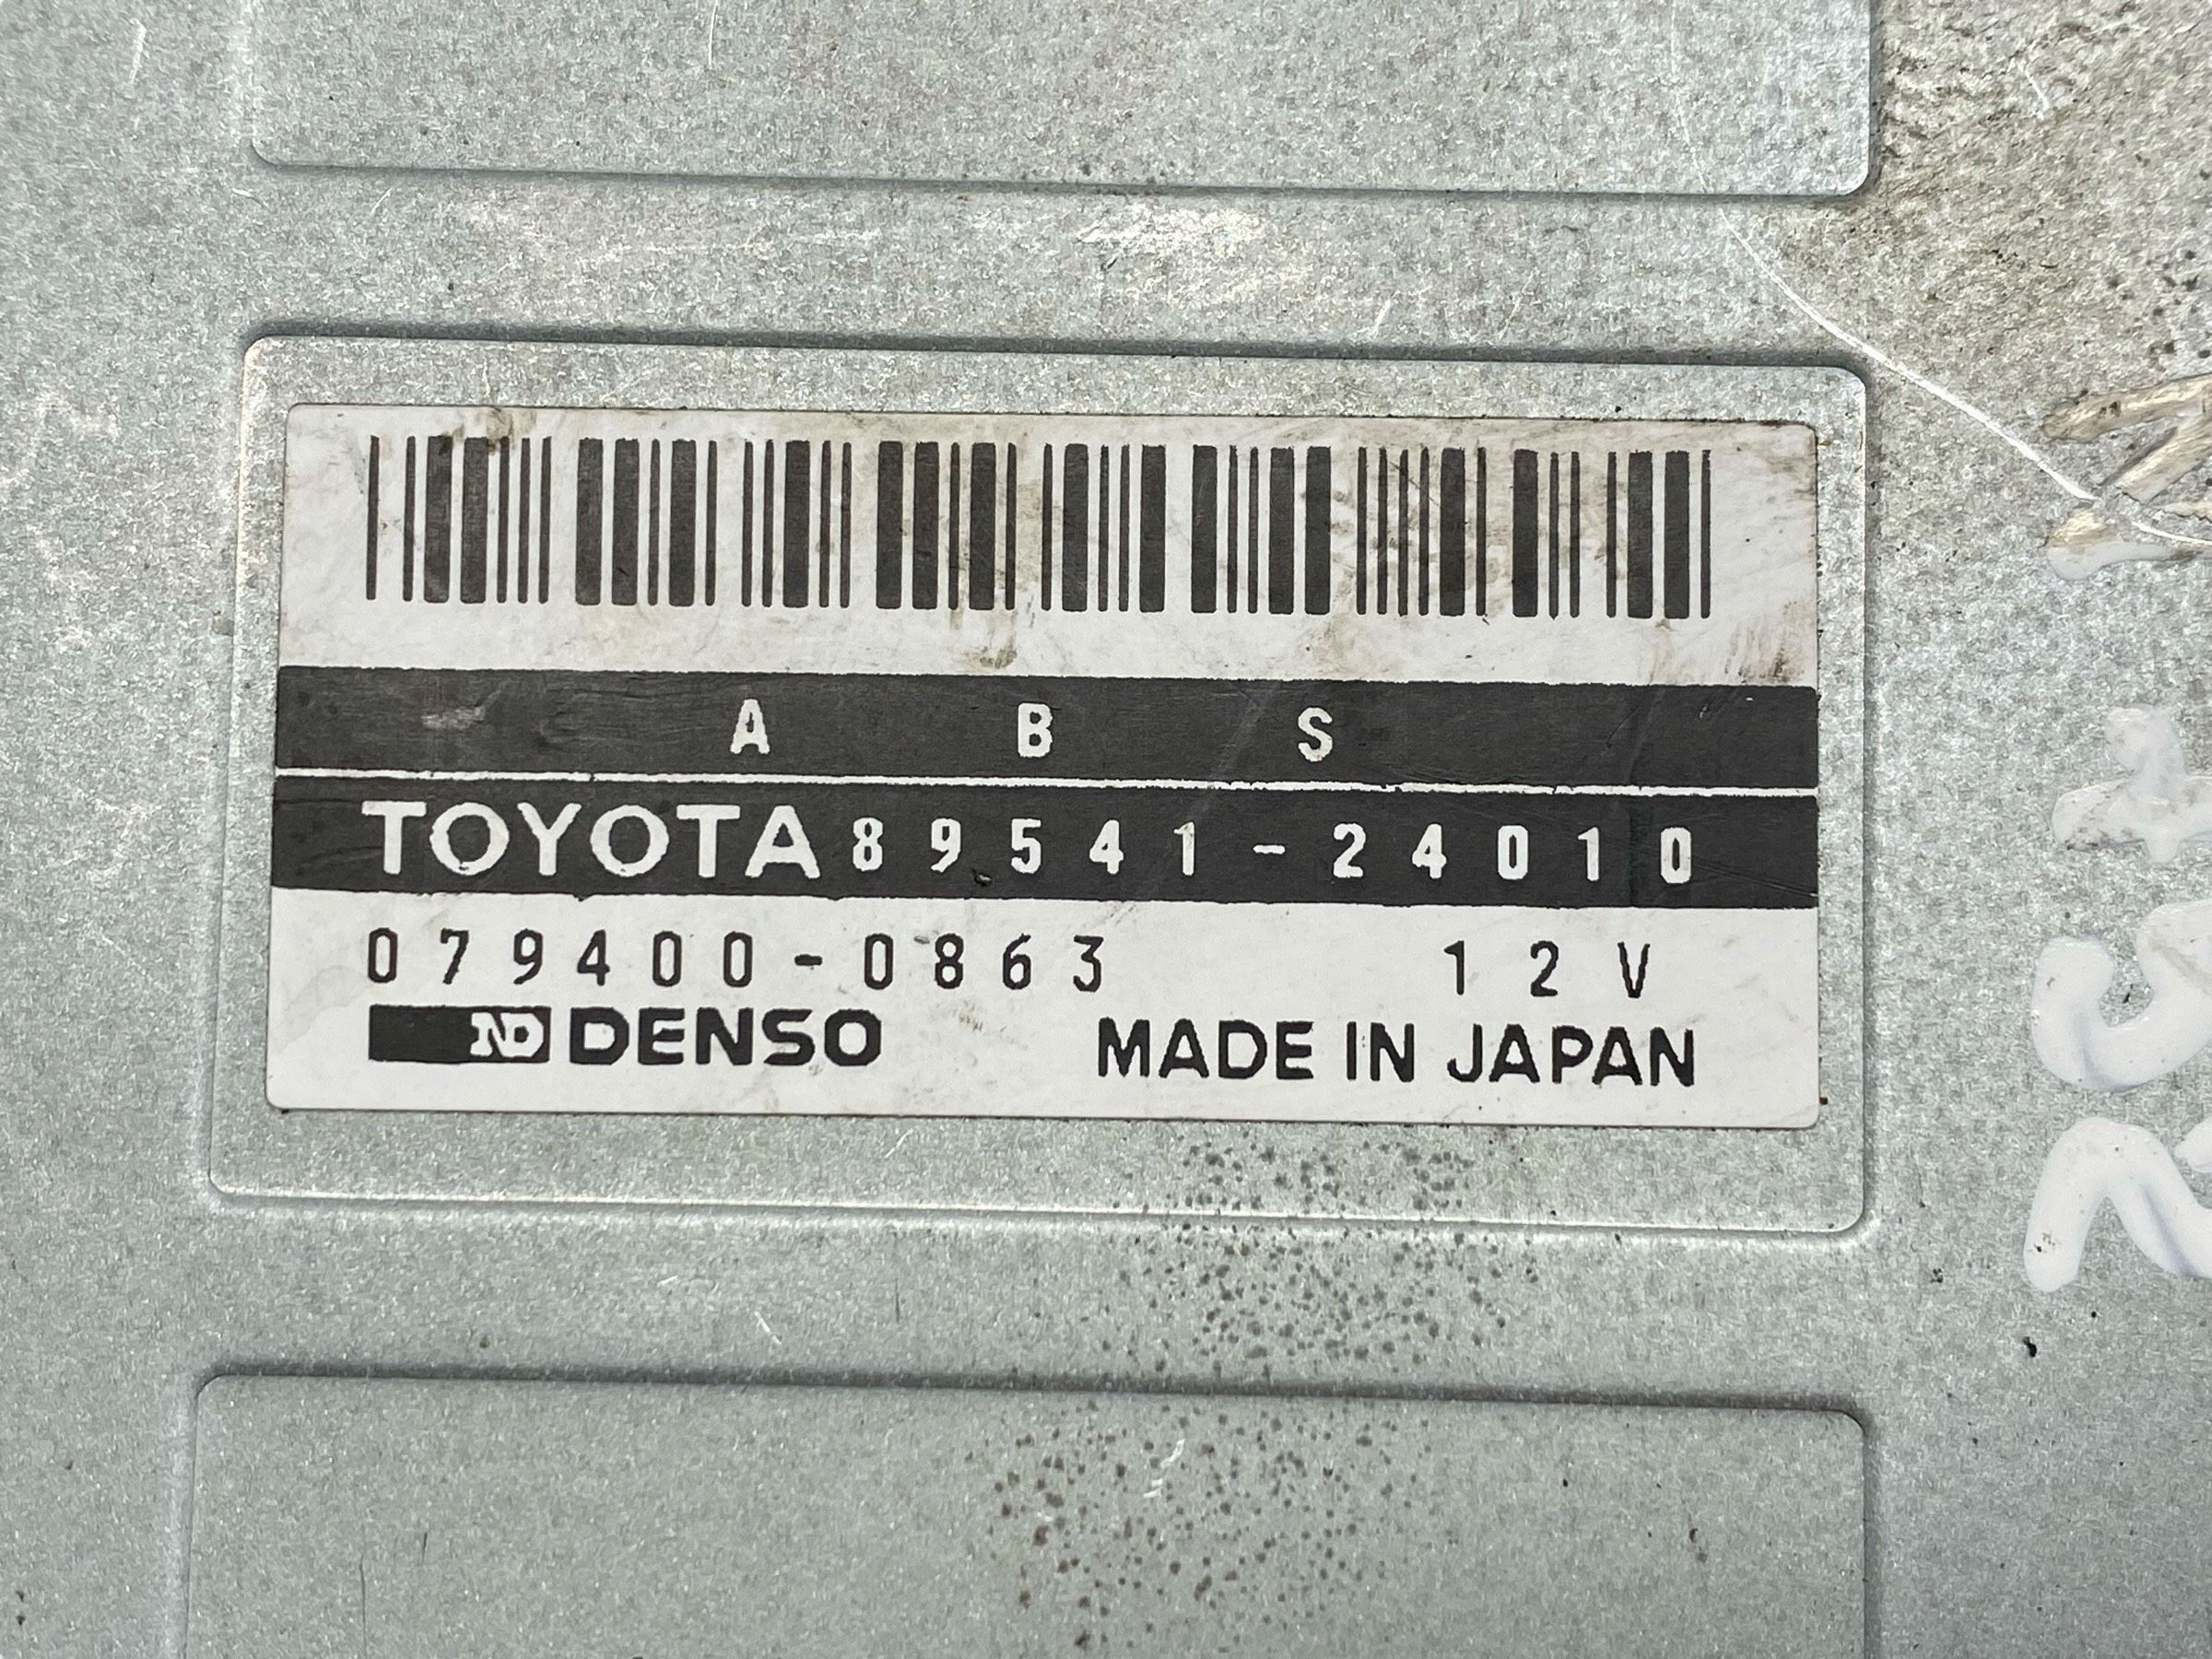 A B S
TOYOTA 89541-24010
079400-0863 12V
ND DENSO MADE IN JAPAN